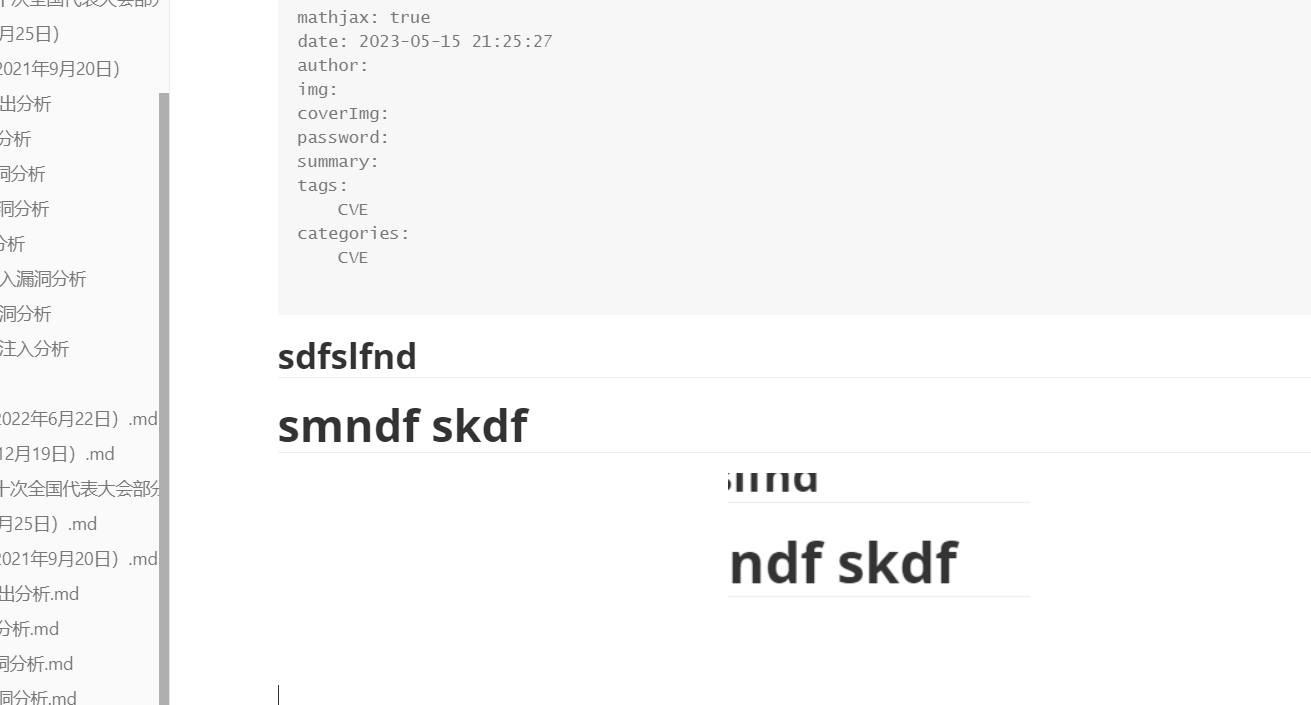 十次全国代表大会部分
月25日）
2021年9月20日）
出分析
分析
洞分析
洞分析
分析
入漏洞分析
洞分析
注入分析
2022年6月22日）.md
12月19日）.md
十次全国代表大会部分
月25日）.md
2021年9月20日）.md
出分析.md
分析.md
洞分析.md
洞分析.md
mathjax: true
date: 2023-05-15 21:25:27
author:
img:
coverImg:
password:
summary:
tags:
CVE
categories:
CVE
sdfslfnd
smndf skdf
slfnd
ndf skdf